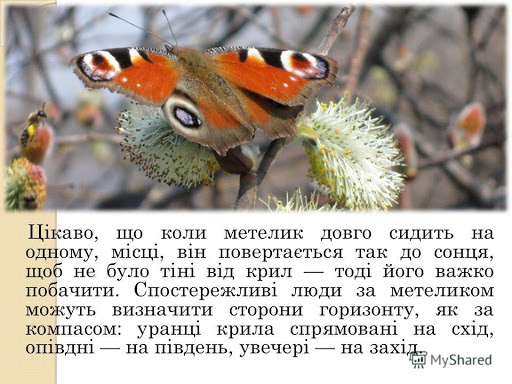 Цікаво, що коли метелик довго сидить на
одному, місці, він повертається так до сонця,
щоб не було тіні від крил — тоді його важко
побачити. Спостережливі люди за метеликом
можуть визначити сторони горизонту, як за
компасом: уранці крила спрямовані на схід,
опівдні — на південь, увечері — на захід.
MyShared